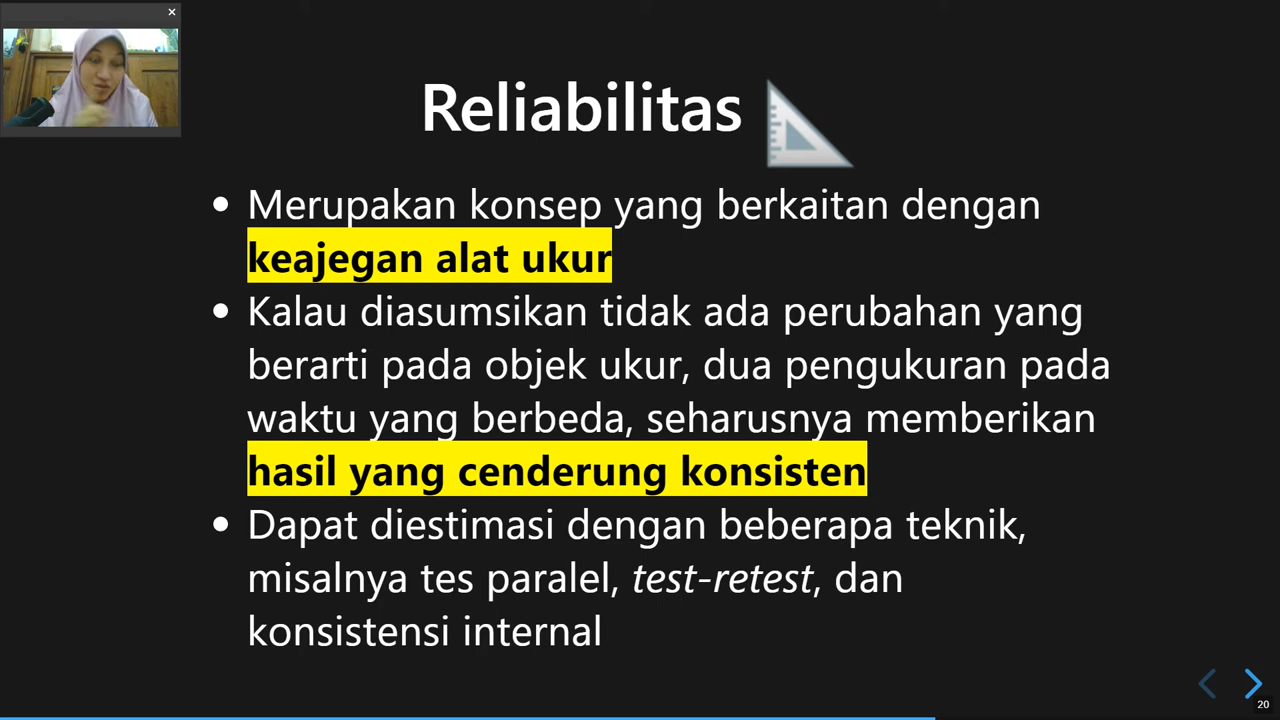 Reliabilitas
• Merupakan konsep yang berkaitan dengan
keajegan alat ukur
• Kalau diasumsikan tidak ada perubahan yang
berarti pada objek ukur, dua pengukuran pada
waktu yang berbeda, seharusnya memberikan
hasil yang cenderung konsisten
• Dapat diestimasi dengan beberapa teknik,
misalnya tes paralel, test-retest, dan
konsistensi internal
20